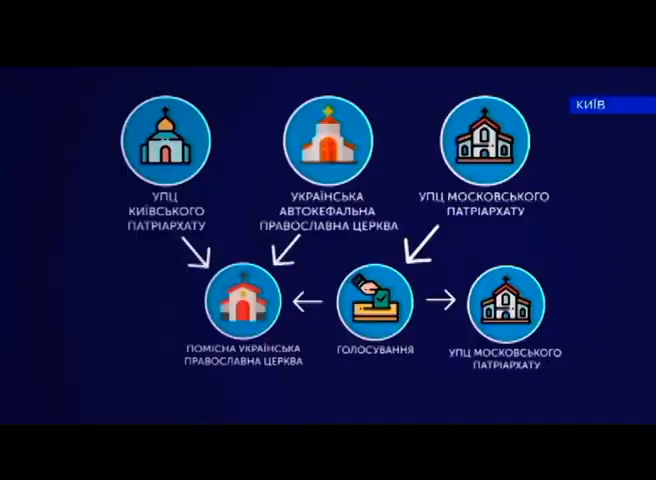 КИЇВ
УПЦ
КИЇВСЬКОГО
ПАТРІАРХАТУ
УКРАЇНСЬКА
АВТОКЕФАЛЬНА
ПРАВОСЛАВНА ЦЕРКВА
УПЦ МОСКОВСЬКОГО
ПАТРІАРХАТУ
ПОМІСНА УКРАЇНСЬКА
ПРАВОСЛАВНА ЦЕРКВА
ГОЛОСУВАННЯ
УПЦ МОСКОВСЬКОГО
ПАТРІАРХАТУ